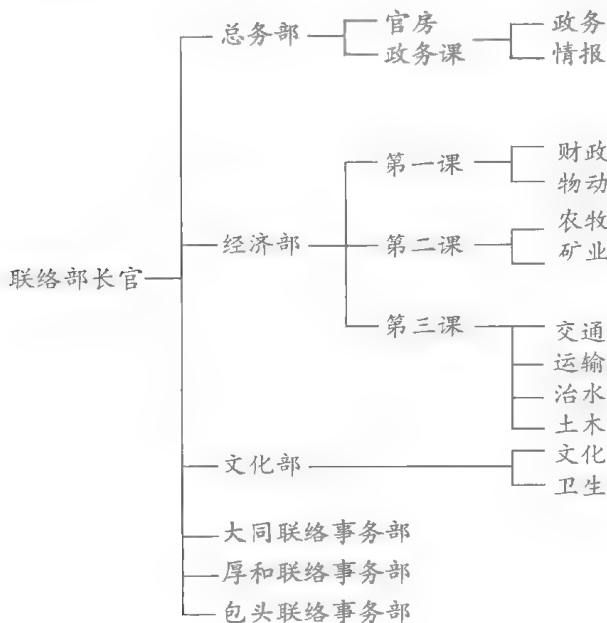 总务部
官房
政务课
政务
情报
经济部
第一课
财政
物动
第二课
农牧
矿业
第三课
交通
运输
治水
土木
联络部长官
文化部
文化
卫生
大同联络事务部
厚和联络事务部
包头联络事务部